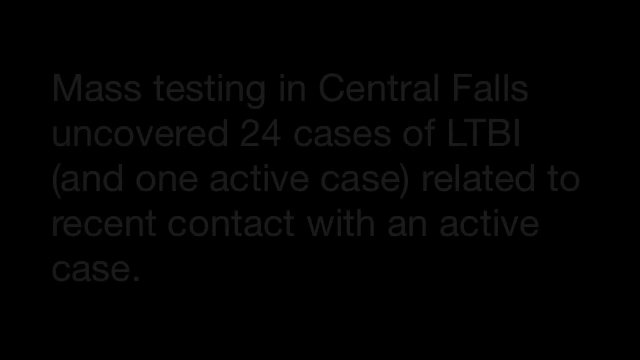 Mass testing in Central Falls
uncovered 24 cases of LTBI
(and one active case) related to
recent contact with an active
case.